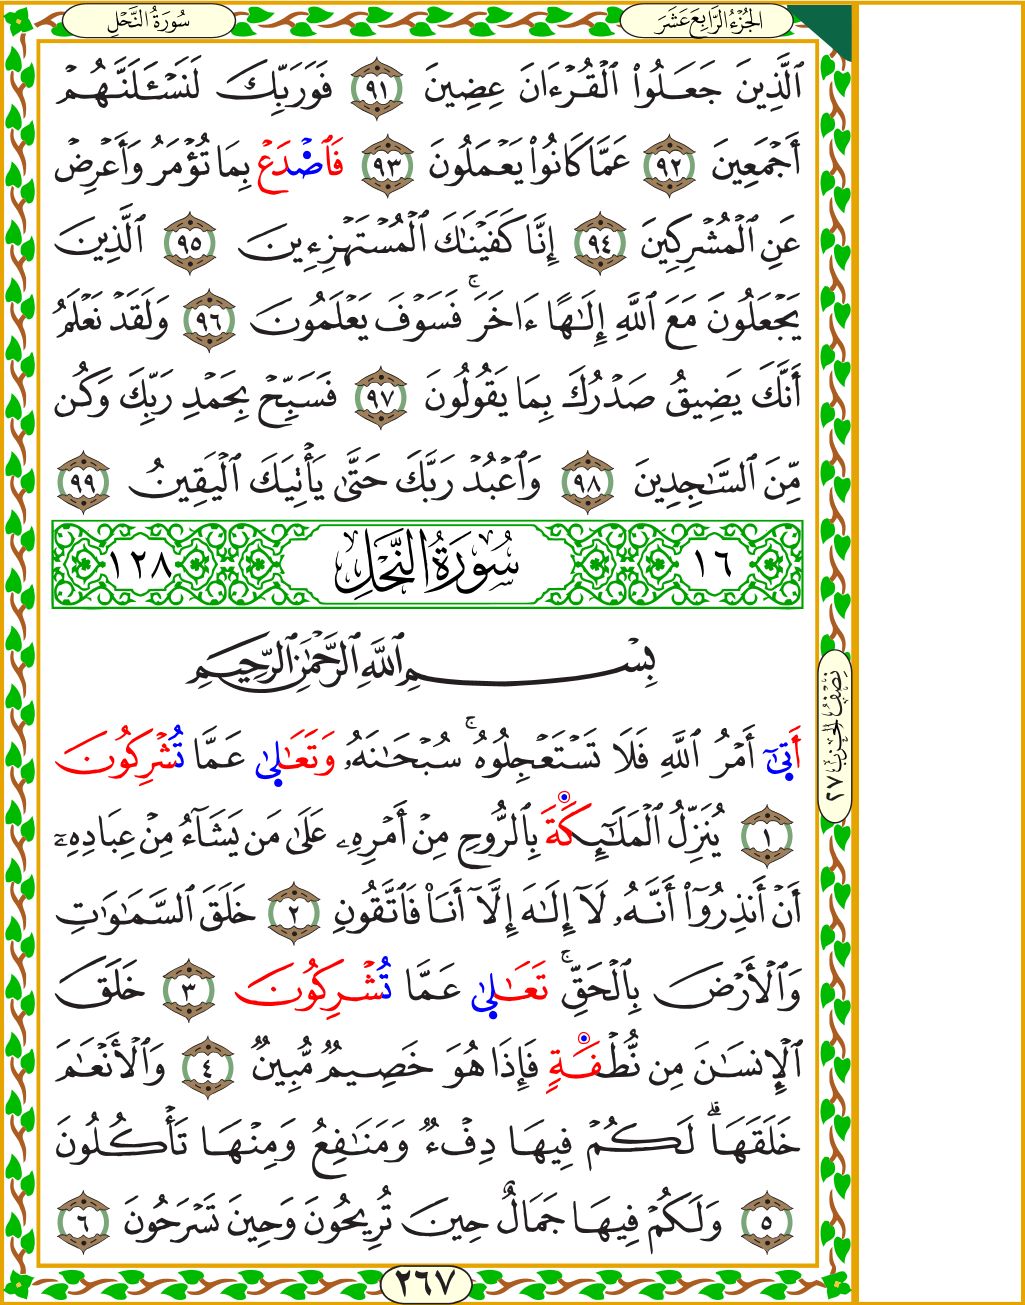 الجُزْءُ الرَّابِعَ عَشَرَ
سُورَةُ النَّحْلِ
ٱلَّذِينَ جَعَلُوا۟ ٱلْقُرْءَانَ عِضِينَ ٩١ فَوَرَبِّكَ لَنَسْـَٔلَنَّهُمْ
أَجْمَعِينَ ٩٢ عَمَّا كَانُوا۟ يَعْمَلُونَ ٩٣ فَٱصْدَعْ بِمَا تُؤْمَرُ وَأَعْرِضْ
عَنِ ٱلْمُشْرِكِينَ ٩٤ إِنَّا كَفَيْنَـٰكَ ٱلْمُسْتَهْزِءِينَ ٩٥ ٱلَّذِينَ
يَجْعَلُونَ مَعَ ٱللَّهِ إِلَـٰهًا ءَاخَرَ ۚ فَسَوْفَ يَعْلَمُونَ ٩٦ وَلَقَدْ نَعْلَمُ
أَنَّكَ يَضِيقُ صَدْرُكَ بِمَا يَقُولُونَ ٩٧ فَسَبِّحْ بِحَمْدِ رَبِّكَ وَكُن
مِّنَ ٱلسَّـٰجِدِينَ ٩٨ وَٱعْبُدْ رَبَّكَ حَتَّىٰ يَأْتِيَكَ ٱلْيَقِينُ ٩٩
١٦ سُورَةُ النَّحْلِ ١٢٨
بِسْمِ ٱللَّهِ ٱلرَّحْمَـٰنِ ٱلرَّحِيمِ
أَتَىٰٓ أَمْرُ ٱللَّهِ فَلَا تَسْتَعْجِلُوهُ ۚ سُبْحَـٰنَهُۥ وَتَعَـٰلَىٰ عَمَّا تُشْرِكُونَ
١ يُنَزِّلُ ٱلْمَلَـٰٓئِكَةَ بِٱلرُّوحِ مِنْ أَمْرِهِۦ عَلَىٰ مَن يَشَآءُ مِنْ عِبَادِهِۦٓ
أَنْ أَنذِرُوٓا۟ أَنَّهُۥ لَآ إِلَـٰهَ إِلَّآ أَنَا۠ فَٱتَّقُونِ ٢ خَلَقَ ٱلسَّمَـٰوَٰتِ
وَٱلْأَرْضَ بِٱلْحَقِّ ۚ تَعَـٰلَىٰ عَمَّا تُشْرِكُونَ ٣ خَلَقَ
ٱلْإِنسَـٰنَ مِن نُّطْفَةٍ فَإِذَا هُوَ خَصِيمٌ مُّبِينٌ ٤ وَٱلْأَنْعَـٰمَ
خَلَقَهَا ۗ لَكُمْ فِيهَا دِفْءٌ وَمَنَـٰفِعُ وَمِنْهَا تَأْكُلُونَ
٥ وَلَكُمْ فِيهَا جَمَالٌ حِينَ تُرِيحُونَ وَحِينَ تَسْرَحُونَ ٦
نِصْفُ الحِزْبِ ٢٧
٢٦٧